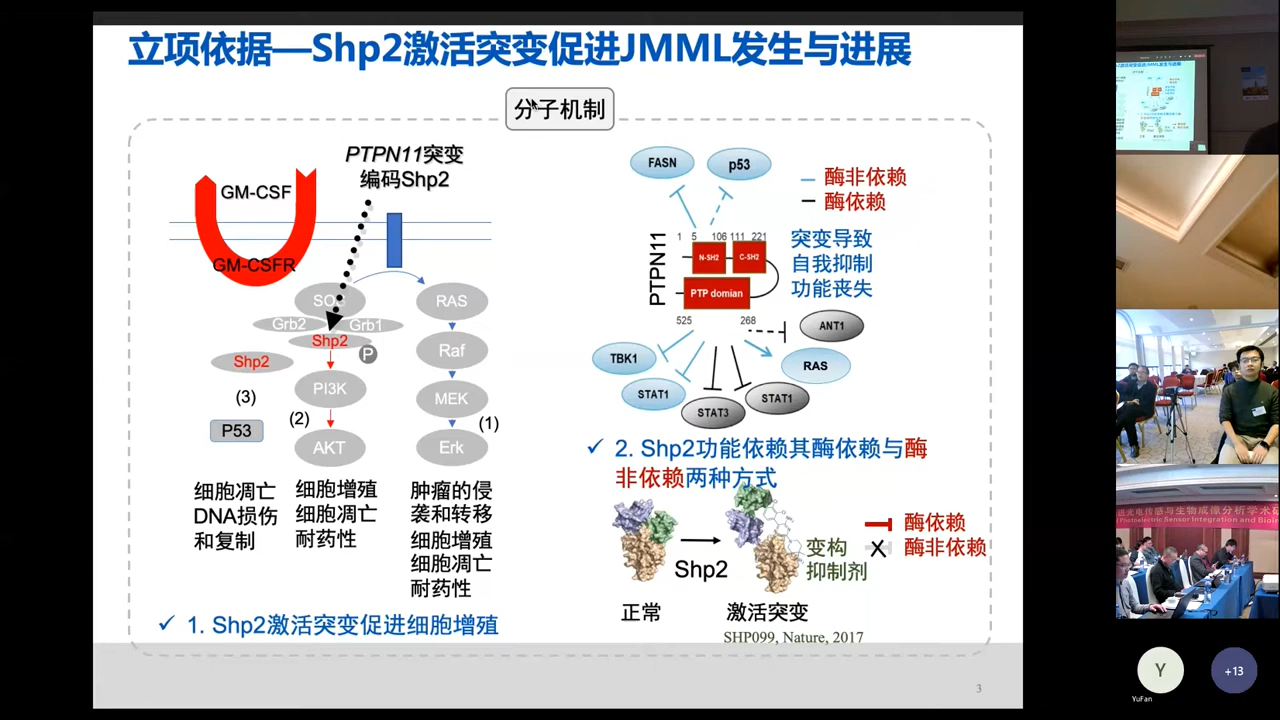 立项依据—Shp2激活突变促进JMML发生与进展
分子机制
PTPN11突变
编码Shp2
GM-CSF
GM-CSFR
Grb2
Grb1
Shp2
P
Shp2
(3)
P53
PI3K
(2)
AKT
RAS
Raf
MEK
(1)
Erk
细胞凋亡
DNA损伤
和复制
细胞增殖
细胞凋亡
耐药性
肿瘤的侵
袭和转移
细胞增殖
细胞凋亡
耐药性
✓ 1. Shp2激活突变促进细胞增殖
FASN
p53
酶非依赖
酶依赖
PTPN11
1 5 106 111 221
N-SH2
C-SH2
PTP domian
525 268
突变导致
自我抑制
功能丧失
ANT1
TBK1
RAS
STAT1
STAT1
STAT3
✓ 2. Shp2功能依赖其酶依赖与酶
非依赖两种方式
Shp2
变构
抑制剂
酶依赖
X 酶非依赖
正常
激活突变
SHP099, Nature, 2017
3
Y
YuFan
+13